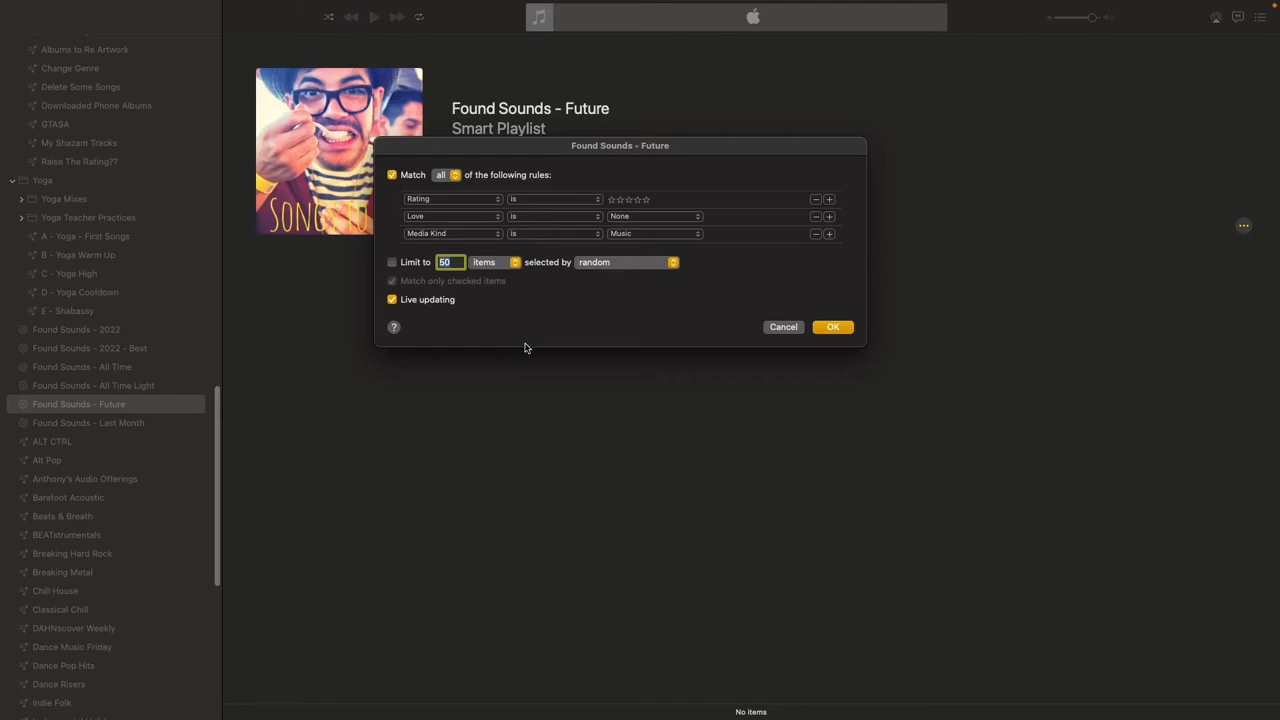 Albums to Re Artwork
Change Genre
Delete Some Songs
Downloaded Phone Albums
GTASA
My Shazam Tracks
Raise The Rating??
Yoga
Yoga Mixes
Yoga Teacher Practices
A - Yoga - First Songs
B - Yoga Warm Up
C - Yoga High
D - Yoga Cooldown
E - Shabassy
Found Sounds - 2022
Found Sounds - 2022 - Best
Found Sounds - All Time
Found Sounds - All Time Light
Found Sounds - Future
Found Sounds - Last Month
ALT CTRL
Alt Pop
Anthony's Audio Offerings
Barefoot Acoustic
Beats & Breath
BEATstrumentals
Breaking Hard Rock
Breaking Metal
Chill House
Classical Chill
DAHNscover Weekly
Dance Music Friday
Dance Pop Hits
Dance Risers
Indie Folk
Found Sounds - Future
Smart Playlist
Found Sounds - Future
Match all of the following rules:
Rating is ☆☆☆☆☆
Love is None
Media Kind is Music
Limit to 50 items selected by random
Match only checked items
Live updating
? Cancel OK
No items